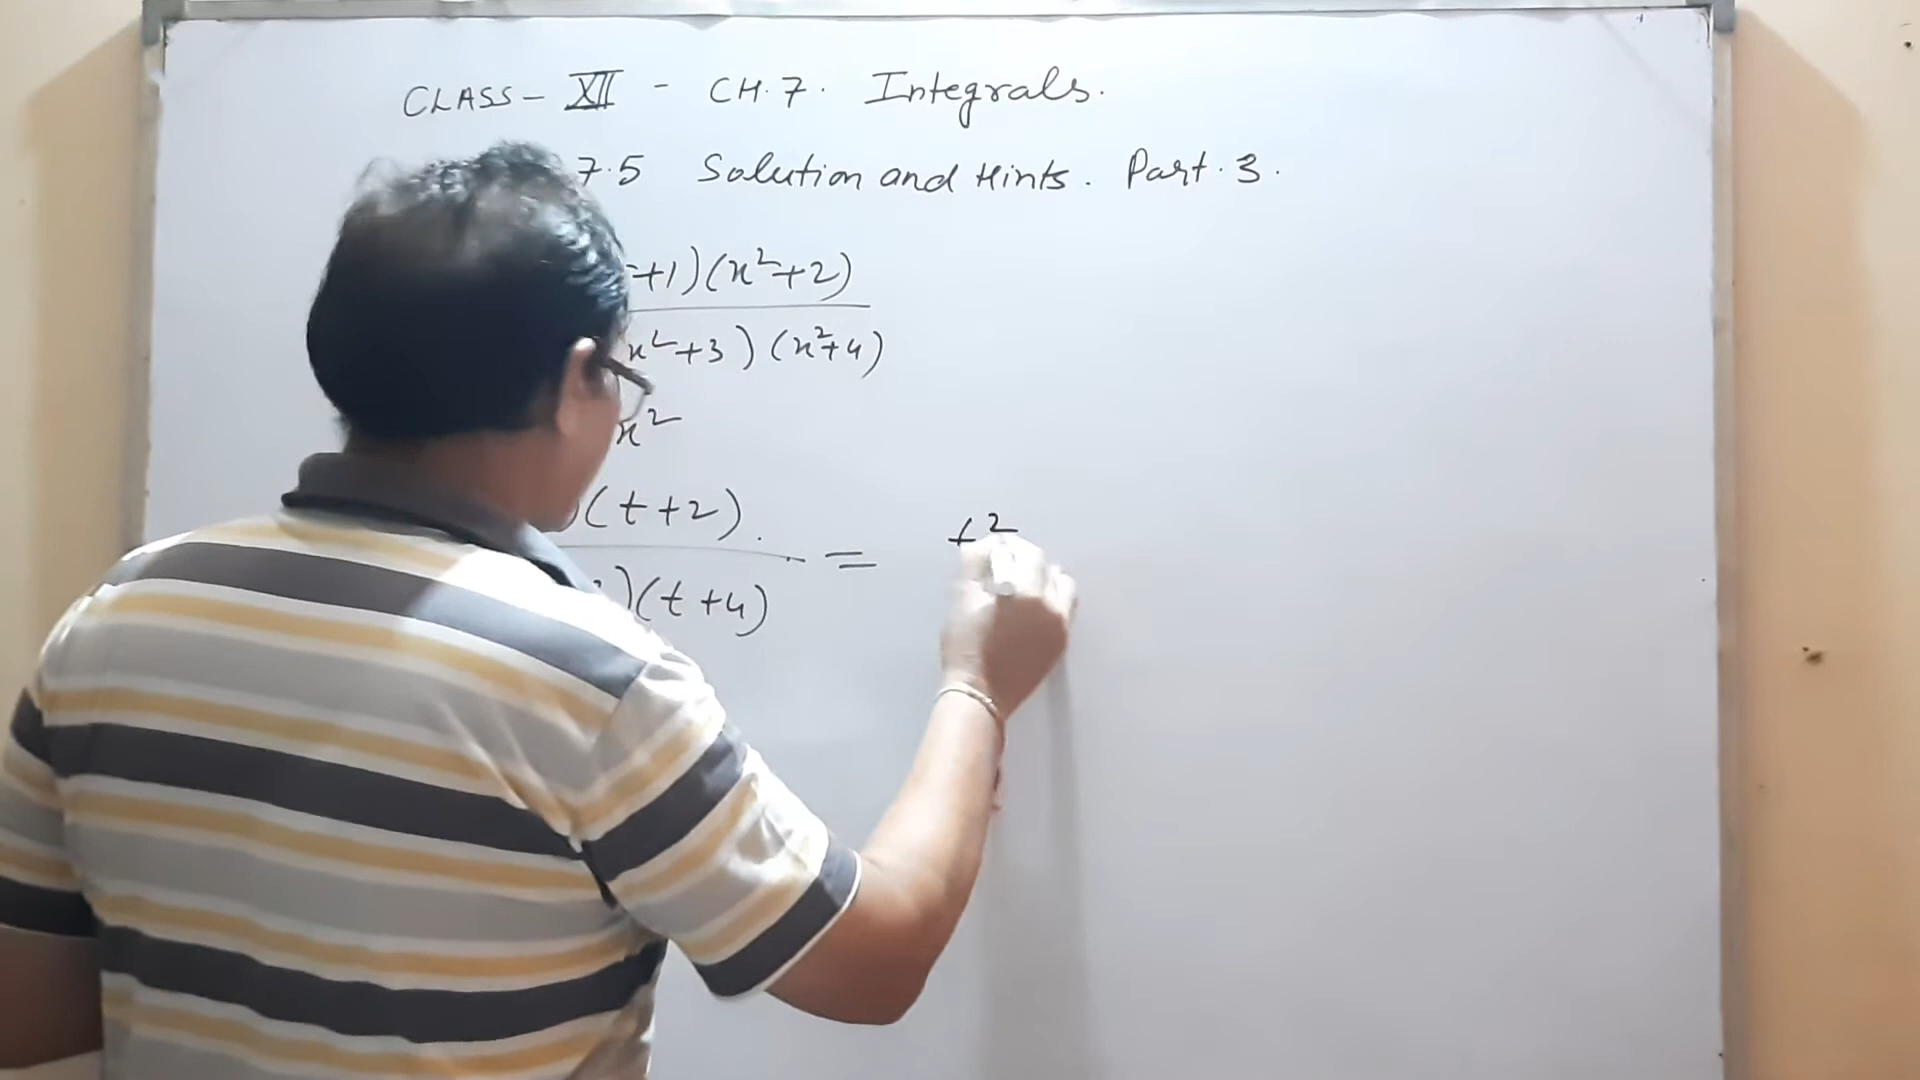 CLASS - XII - CH.7. Integrals.
7.5 Solution and Hints. Part.3.
+1)(x²+2)
x²+3)(x²+4)
x²
)(t+2). = t²
)(t+4)